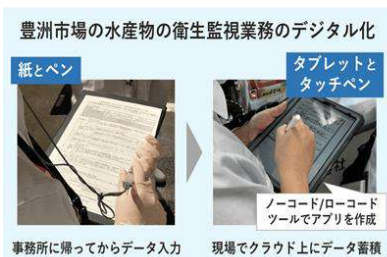 豊洲市場の水産物の衛生監視業務のデジタル化
紙とペン
タブレットと
タッチペン
ノーコード/ローコード
ツールでアプリを作成
事務所に帰ってからデータ入力
現場でクラウド上にデータ蓄積